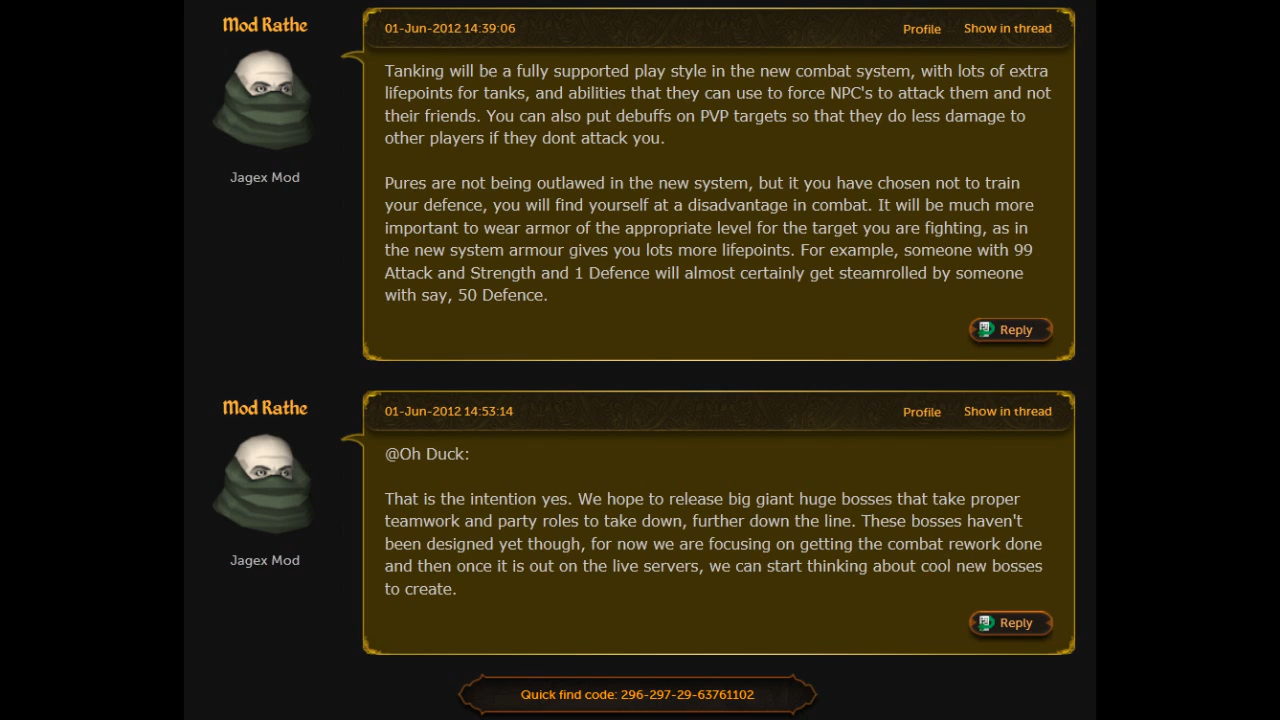 Mod Rathe
Jagex Mod
01-Jun-2012 14:39:06
Profile
Show in thread
Tanking will be a fully supported play style in the new combat system, with lots of extra
lifepoints for tanks, and abilities that they can use to force NPC's to attack them and not
their friends. You can also put debuffs on PVP targets so that they do less damage to
other players if they dont attack you.
Pures are not being outlawed in the new system, but it you have chosen not to train
your defence, you will find yourself at a disadvantage in combat. It will be much more
important to wear armor of the appropriate level for the target you are fighting, as in
the new system armour gives you lots more lifepoints. For example, someone with 99
Attack and Strength and 1 Defence will almost certainly get steamrolled by someone
with say, 50 Defence.
Reply
Mod Rathe
Jagex Mod
01-Jun-2012 14:53:14
Profile
Show in thread
@Oh Duck:
That is the intention yes. We hope to release big giant huge bosses that take proper
teamwork and party roles to take down, further down the line. These bosses haven't
been designed yet though, for now we are focusing on getting the combat rework done
and then once it is out on the live servers, we can start thinking about cool new bosses
to create.
Reply
Quick find code: 296-297-29-63761102